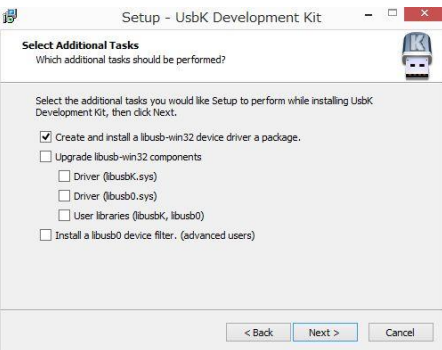 Setup - UsbK Development Kit
Select Additional Tasks
Which additional tasks should be performed?
K
Select the additional tasks you would like Setup to perform while installing UsbK
Development Kit, then click Next.
Create and install a libusb-win32 device driver a package.
Upgrade libusb-win32 components
Driver (libusbK.sys)
Driver (libusb0.sys)
User libraries (libusbK, libusb0)
Install a libusb0 device filter. (advanced users)
< Back Next > Cancel